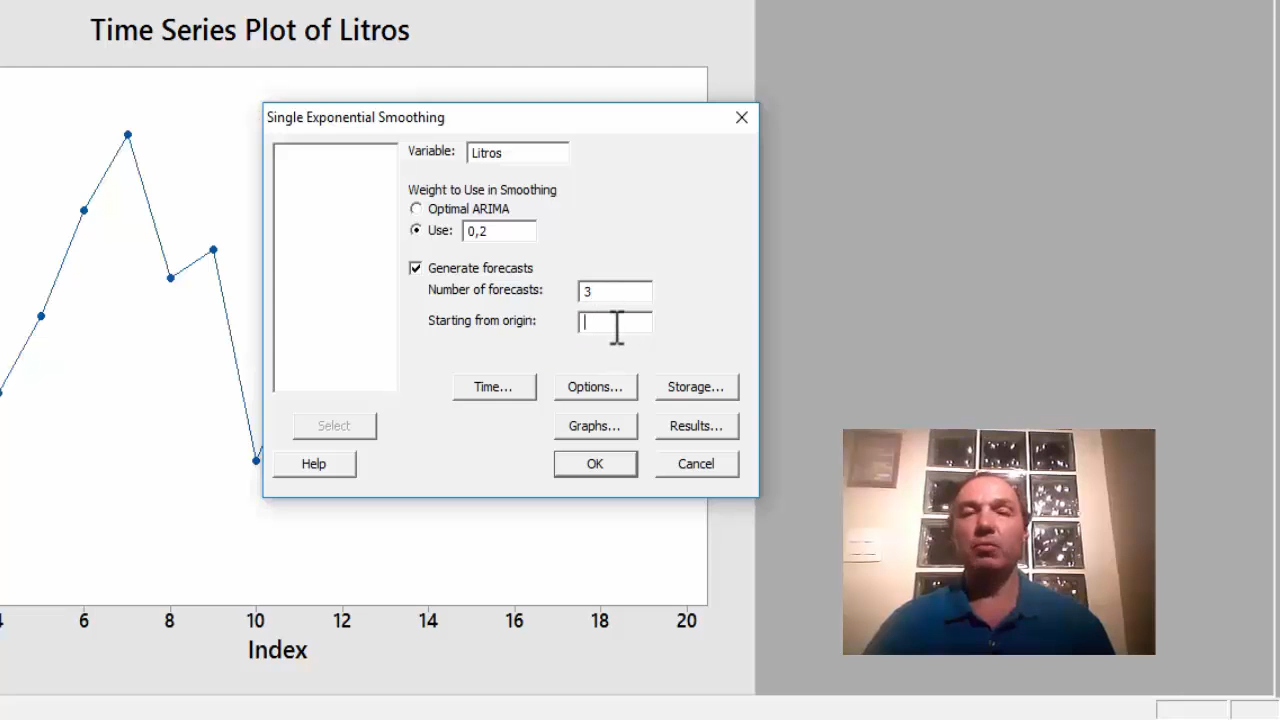 Time Series Plot of Litros
Single Exponential Smoothing
Variable: Litros
Weight to Use in Smoothing
Optimal ARIMA
Use: 0,2
Generate forecasts
Number of forecasts: 3
Starting from origin:
Time... Options... Storage...
Select Graphs... Results...
Help OK Cancel
4 6 8 10 12 14 16 18 20
Index